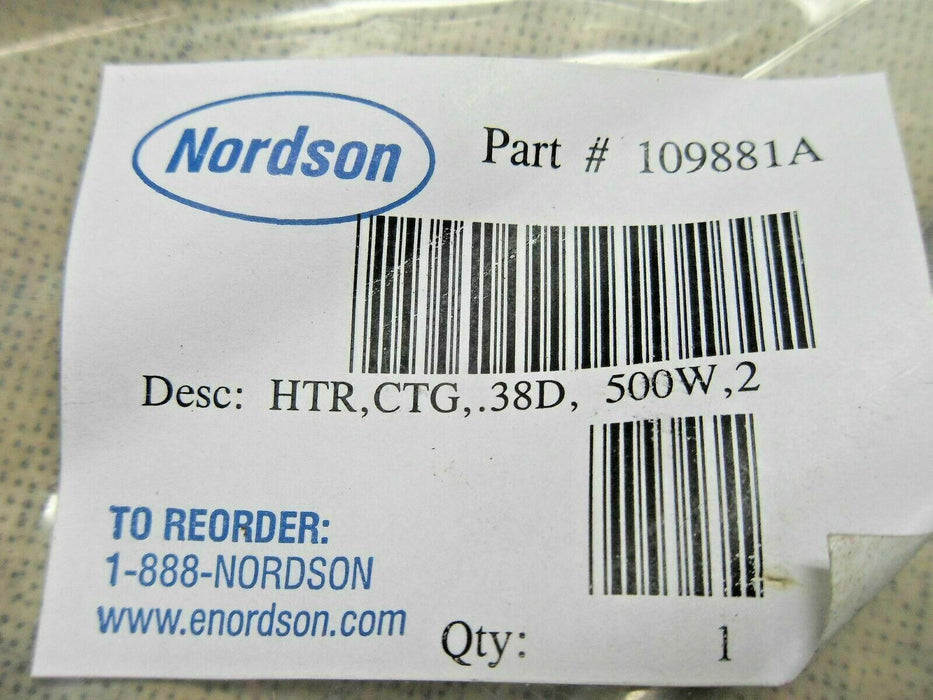 Nordson
Part # 109881A
Desc: HTR,CTG,.38D, 500W,2
TO REORDER:
1-888-NORDSON
www.enordson.com
Qty: 1